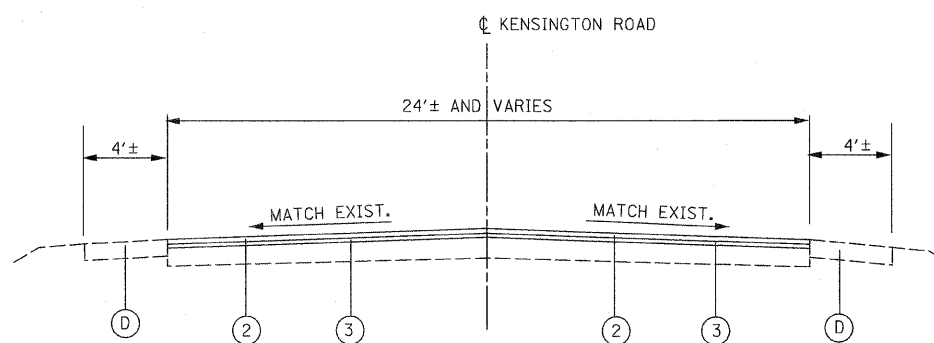 ℄ KENSINGTON ROAD
24'± AND VARIES
4'±
4'±
MATCH EXIST.
MATCH EXIST.
D
2
3
2
3
D